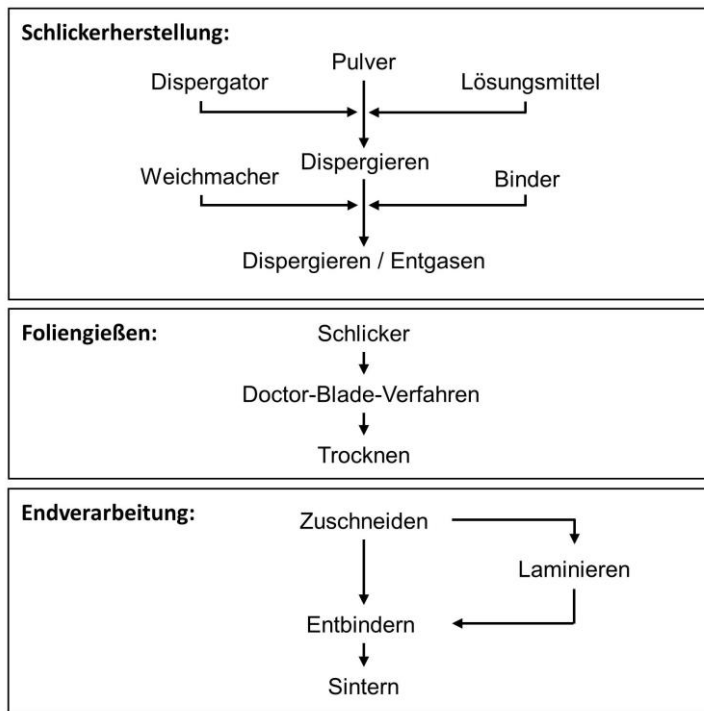 Schlickerherstellung:
Pulver
Dispergator
Lösungsmittel
Dispergieren
Weichmacher
Binder
Dispergieren / Entgasen
Foliengießen:
Schlicker
Doctor-Blade-Verfahren
Trocknen
Endverarbeitung:
Zuschneiden
Laminieren
Entbindern
Sintern